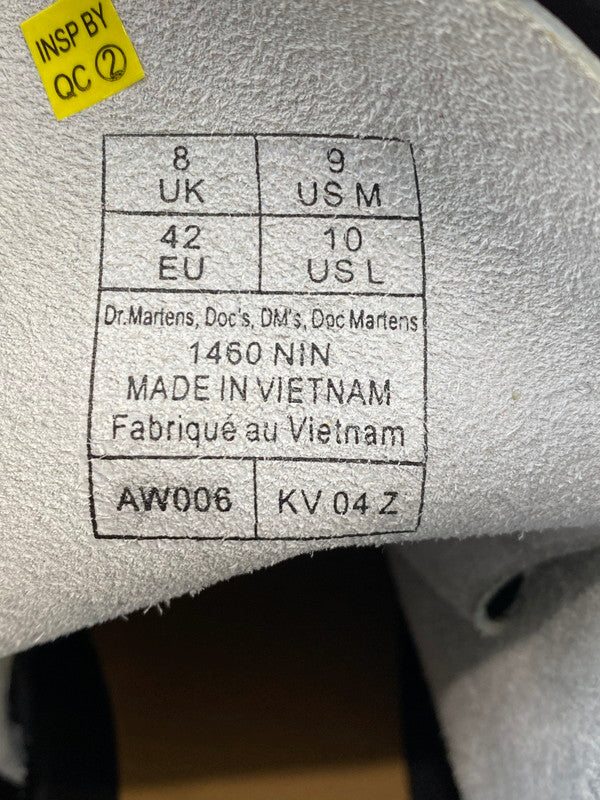 INSP BY
QC ②
8 9
UK US M
42 10
EU US L
Dr.Martens, Doc's, DM's, Doc Martens
1460 NIN
MADE IN VIETNAM
Fabriqué au Vietnam
AW006 KV 04 Z